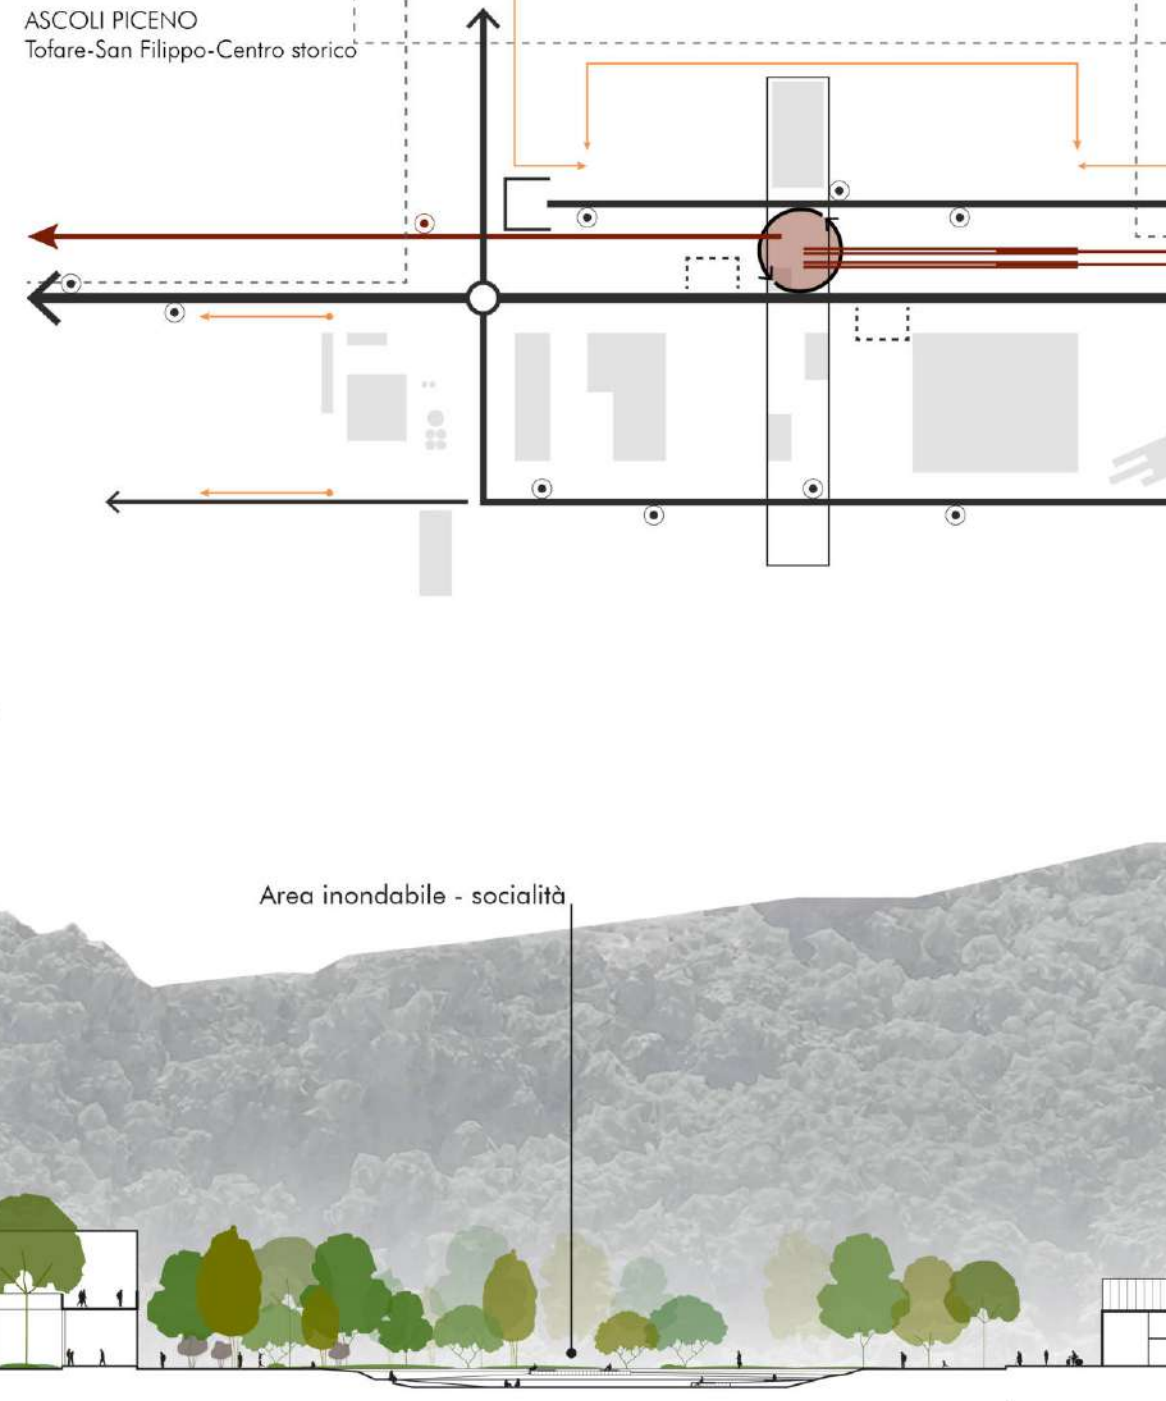 ASCOLI PICENO
Tofare-San Filippo-Centro storico
Area inondabile - socialità